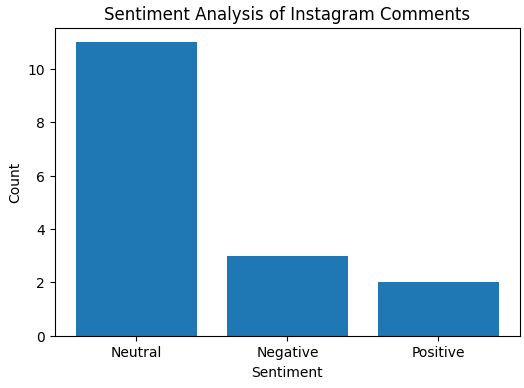 Sentiment Analysis of Instagram Comments
10
8
6
4
2
0
Count
Neutral Negative Positive
Sentiment